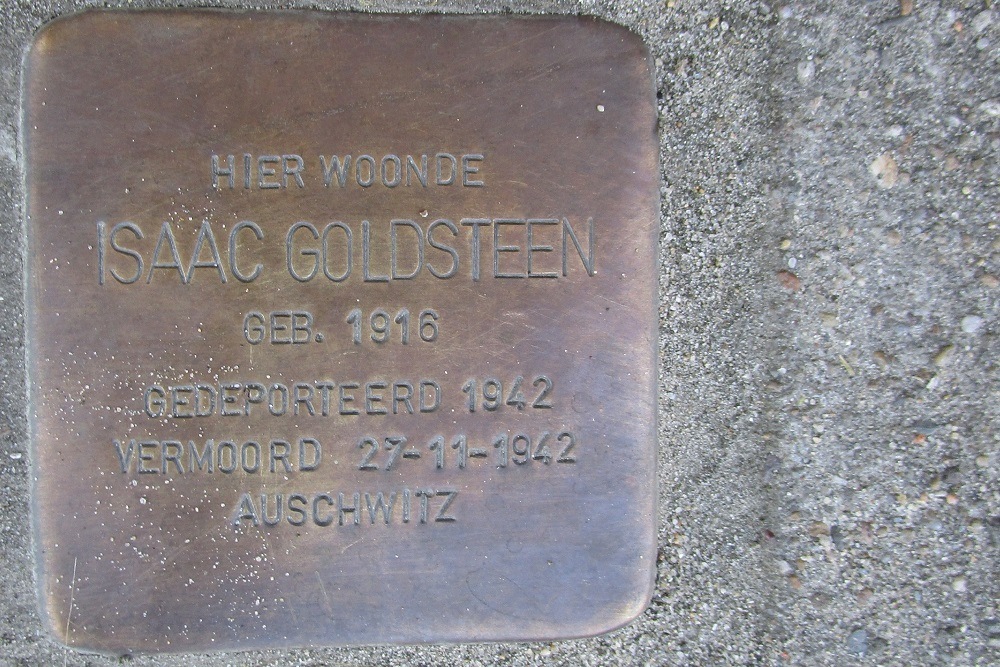 HIER WOONDE
ISAAC GOLDSTEEN
GEB. 1916
GEDEPORTEERD 1942
VERMOORD 27-11-1942
AUSCHWITZ